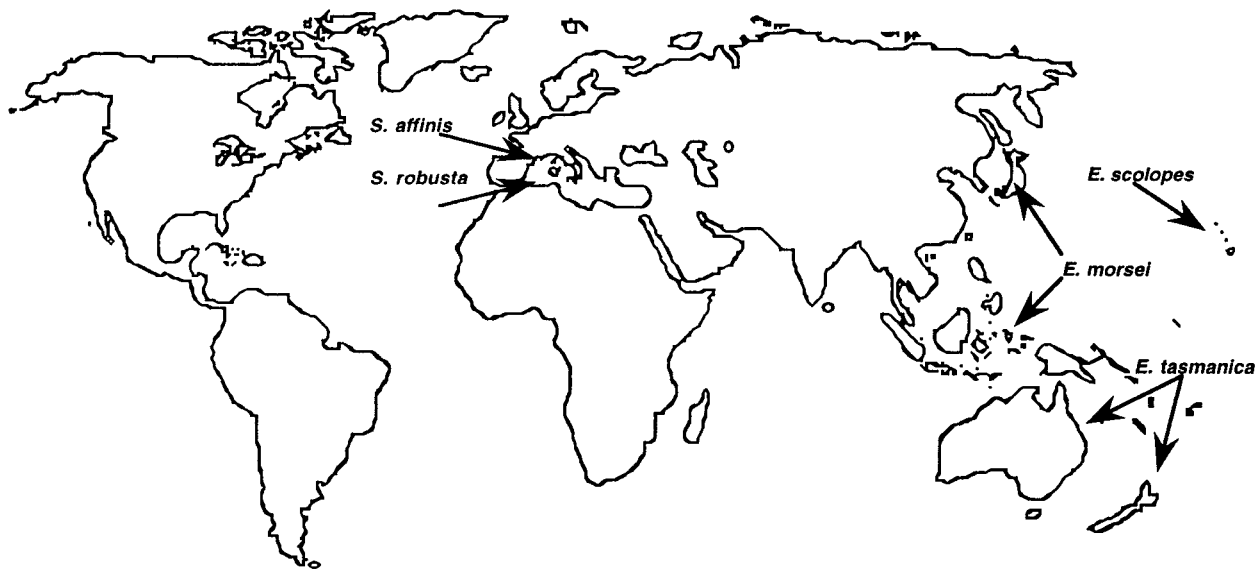 S. affinis
S. robusta
E. scolopes
E. morsei
E. tasmanica